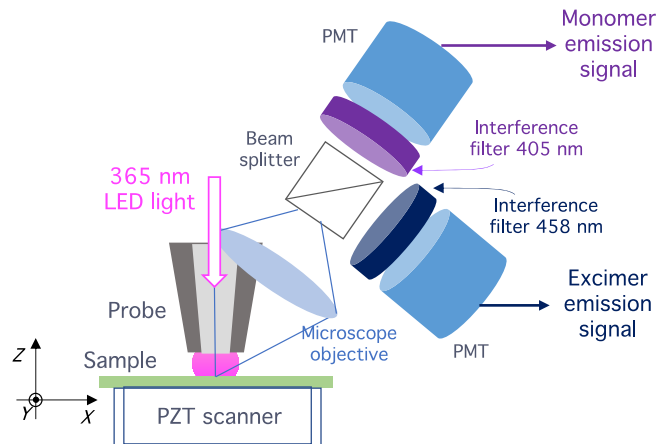 PMT
Monomer
emission
signal
Beam
splitter
Interference
filter 405 nm
365 nm
LED light
Interference
filter 458 nm
Probe
Excimer
emission
signal
Microscope
objective
PMT
Z
Sample
Y
X
PZT scanner